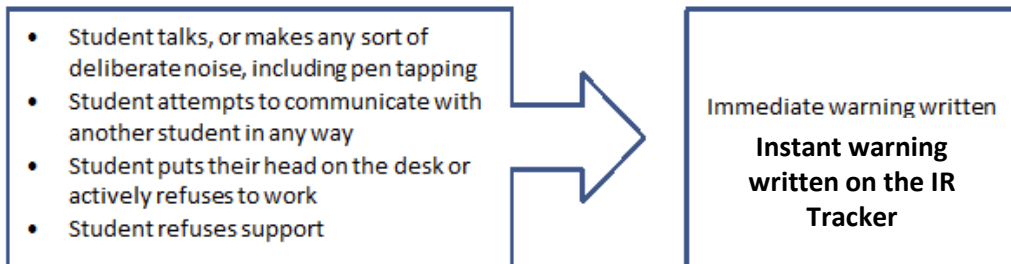 • Student talks, or makes any sort of
deliberate noise, including pen tapping
• Student attempts to communicate with
another student in any way
• Student puts their head on the desk or
actively refuses to work
• Student refuses support
Immediate warning written
Instant warning
written on the IR
Tracker